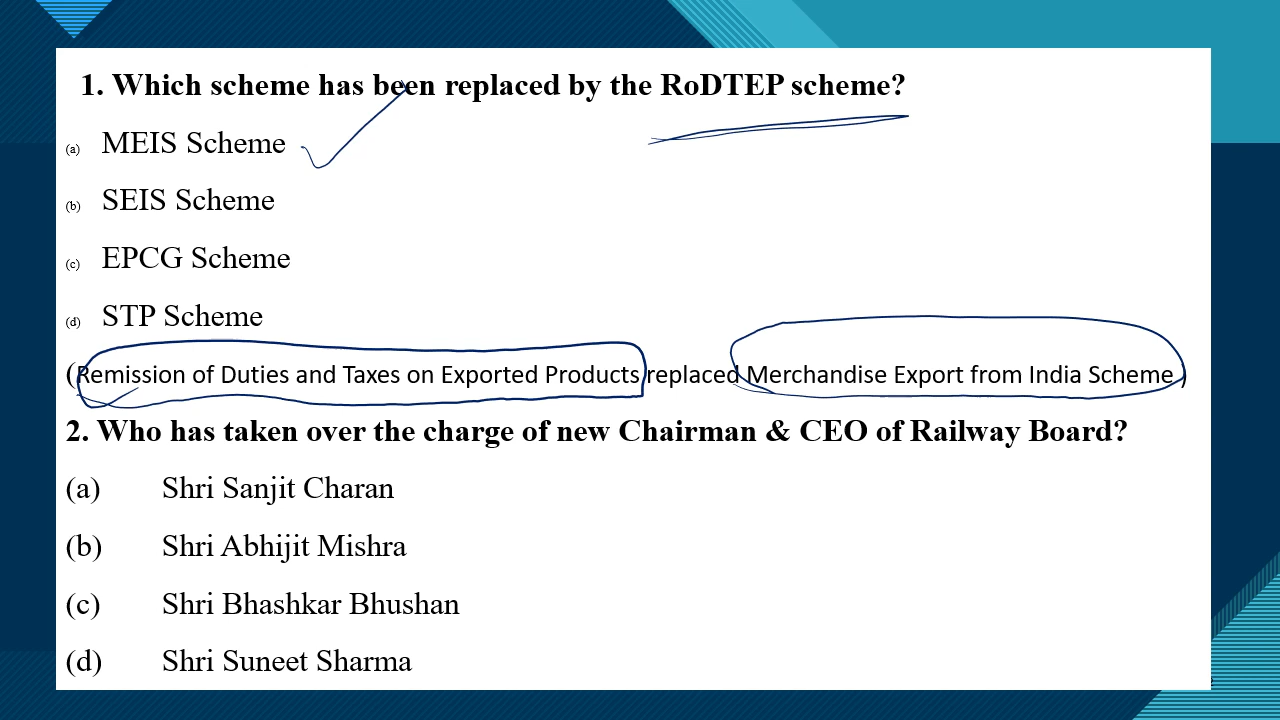 1. Which scheme has been replaced by the RoDTEP scheme?
(a) MEIS Scheme
(b) SEIS Scheme
(c) EPCG Scheme
(d) STP Scheme
(Remission of Duties and Taxes on Exported Products replaced Merchandise Export from India Scheme )
2. Who has taken over the charge of new Chairman & CEO of Railway Board?
(a) Shri Sanjit Charan
(b) Shri Abhijit Mishra
(c) Shri Bhashkar Bhushan
(d) Shri Suneet Sharma